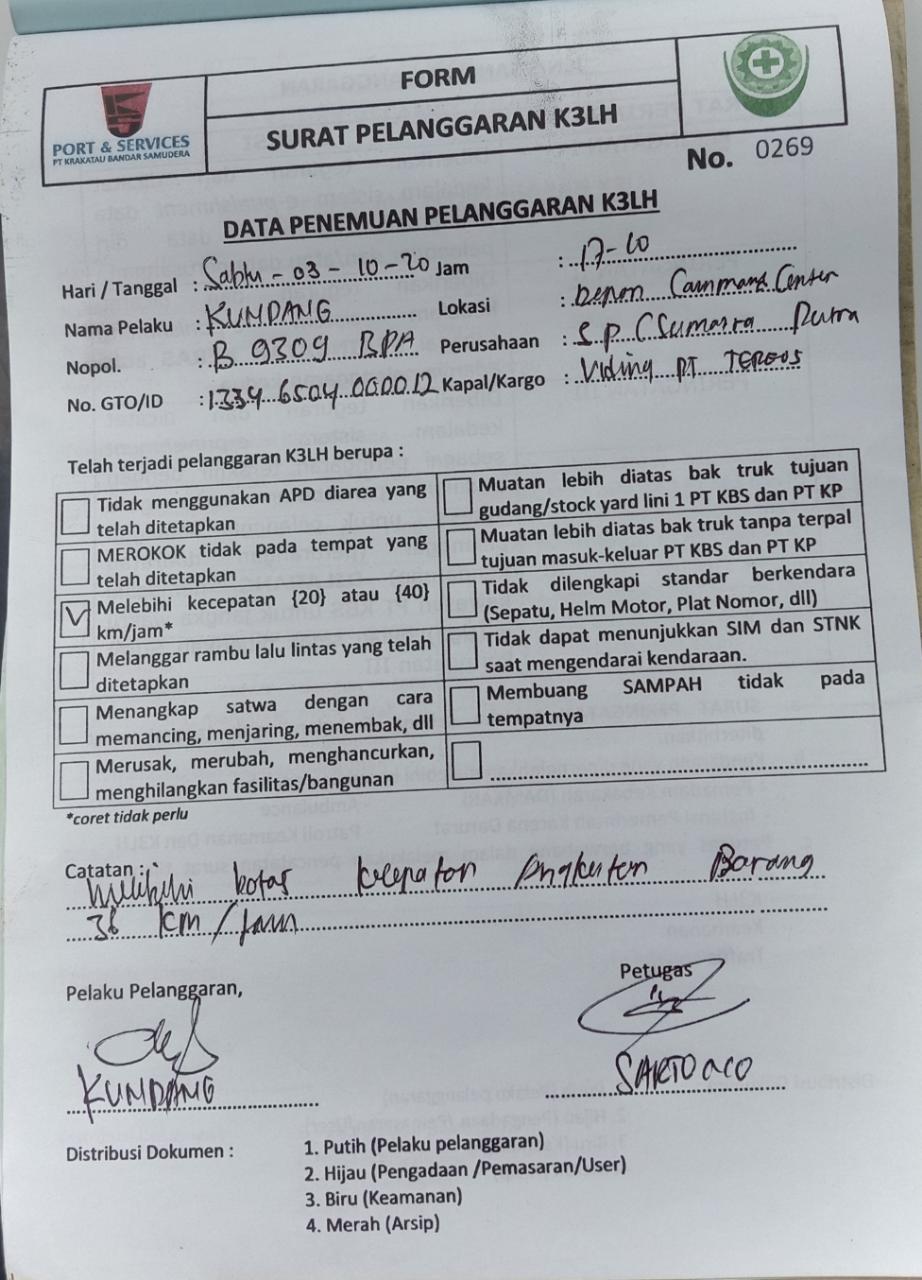 PORT & SERVICES
PT KRAKATAU BANDAR SAMUDERA
FORM
SURAT PELANGGARAN K3LH
No. 0269
DATA PENEMUAN PELANGGARAN K3LH
Hari / Tanggal : Sabtu - 03 - 10 - 20 Jam : 17-10
Nama Pelaku : KUNDANG Lokasi : Depan Cammand Center
Nopol. : B 9309 BPA Perusahaan : S.P. (Sumatra Putra
No. GTO/ID : 1334 6504 000012 Kapal/Kargo : Viding PT TEREOS
Telah terjadi pelanggaran K3LH berupa :
Tidak menggunakan APD diarea yang
telah ditetapkan
Muatan lebih diatas bak truk tujuan
gudang/stock yard lini 1 PT KBS dan PT KP
MEROKOK tidak pada tempat yang
telah ditetapkan
Muatan lebih diatas bak truk tanpa terpal
tujuan masuk-keluar PT KBS dan PT KP
V Melebihi kecepatan {20} atau {40}
km/jam*
Tidak dilengkapi standar berkendara
(Sepatu, Helm Motor, Plat Nomor, dll)
Melanggar rambu lalu lintas yang telah
ditetapkan
Tidak dapat menunjukkan SIM dan STNK
saat mengendarai kendaraan.
Menangkap satwa dengan cara
memancing, menjaring, menembak, dll
Membuang SAMPAH tidak pada
tempatnya
Merusak, merubah, menghancurkan,
menghilangkan fasilitas/bangunan
*coret tidak perlu
Catatan :
batas kecepatan Angkutan Barang
38 km/Jam
Pelaku Pelanggaran,
Petugas
KUNDANG
SARTO
Distribusi Dokumen :
1. Putih (Pelaku pelanggaran)
2. Hijau (Pengadaan /Pemasaran/User)
3. Biru (Keamanan)
4. Merah (Arsip)